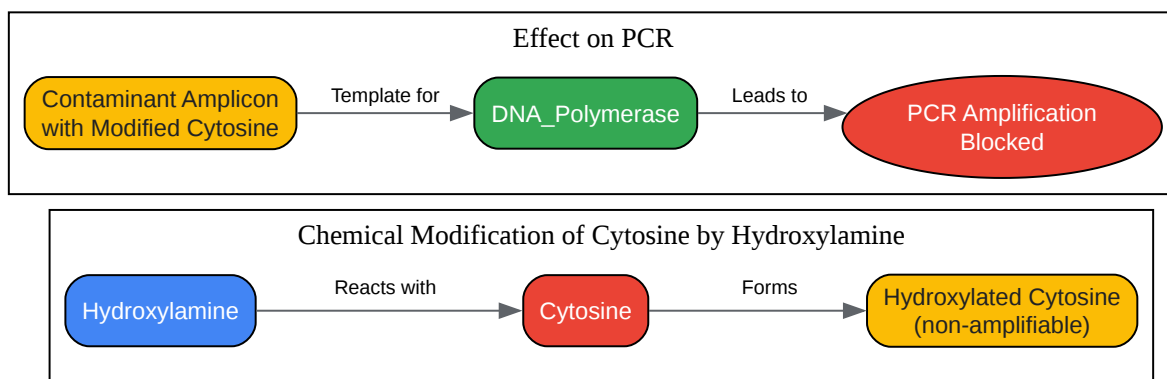 Effect on PCR
Contaminant Amplicon
with Modified Cytosine
Template for
DNA_Polymerase
Leads to
PCR Amplification
Blocked
Chemical Modification of Cytosine by Hydroxylamine
Hydroxylamine
Reacts with
Cytosine
Forms
Hydroxylated Cytosine
(non-amplifiable)